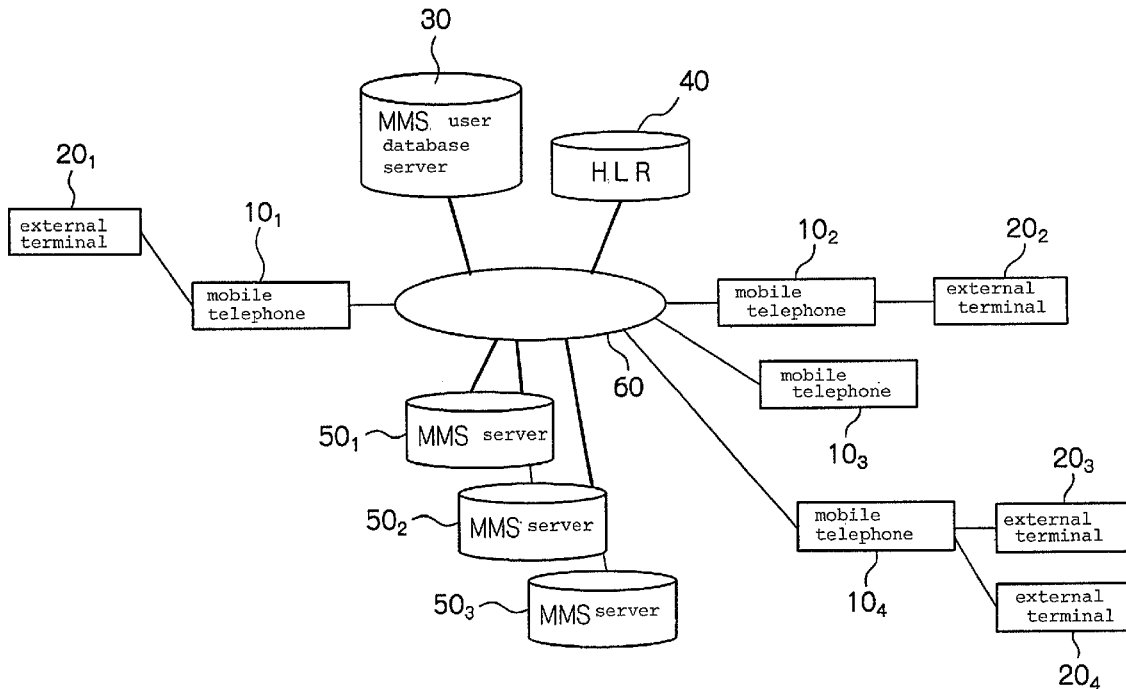 30
40
MMS user
database
server
H L R
20₁
10₁
10₂
20₂
external
terminal
mobile
telephone
mobile
telephone
external
terminal
60
mobile
telephone
50₁
MMS server
10₃
20₃
50₂
MMS server
mobile
telephone
external
terminal
50₃
MMS server
10₄
external
terminal
20₄